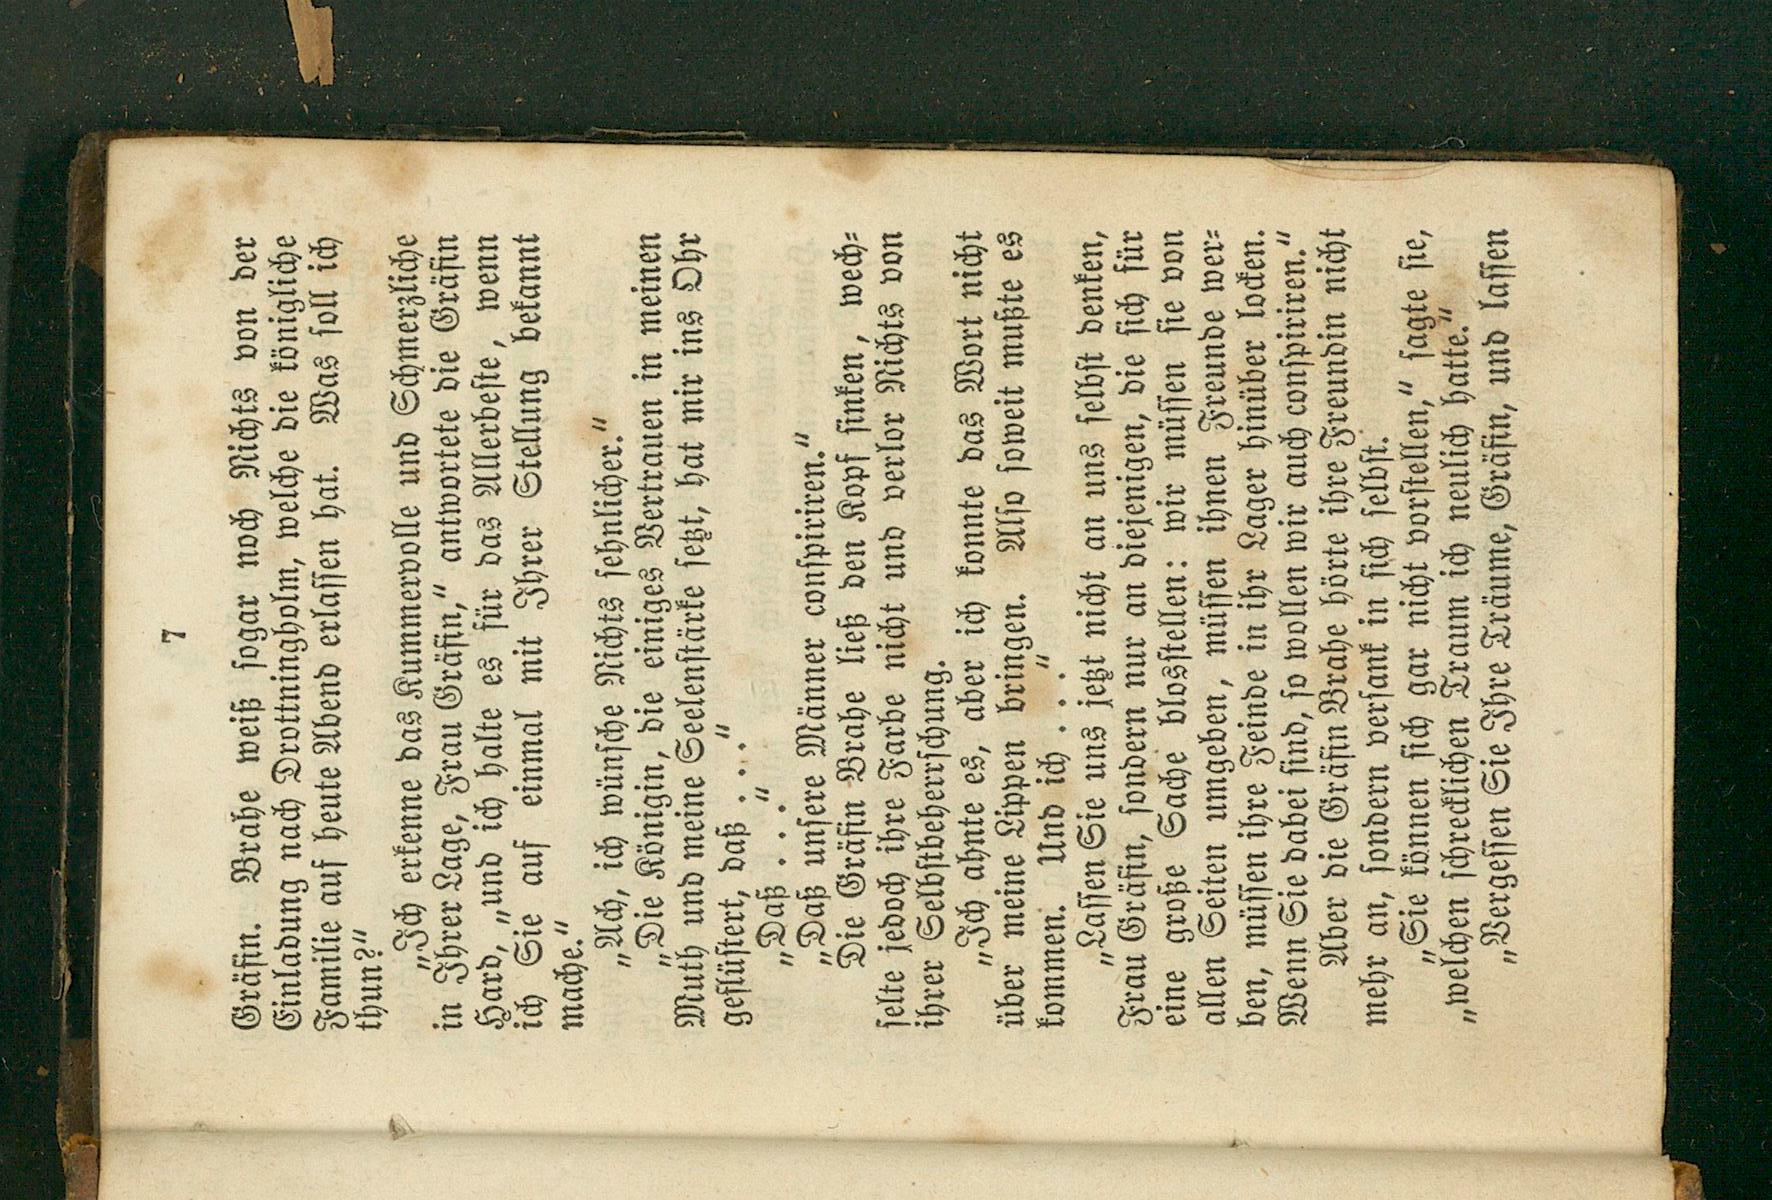 7
Gräfin. Brahe weiß sogar noch Nichts von der
Einladung nach Drottningholm, welche die königliche
Familie auf heute Abend erlassen hat. Was soll ich
thun?“
„Ich erkenne das Kummervolle und Schmerzliche
in Ihrer Lage, Frau Gräfin,“ antwortete die Gräfin
Hard, „und ich halte es für das Allerbeste, wenn
ich Sie auf einmal mit Ihrer Stellung bekannt
mache.“
„Ach, ich wünsche Nichts sehnlicher.“
„Die Königin, die einiges Vertrauen in meinen
Muth und meine Seelenstärke setzt, hat mir ins Ohr
geflüstert, daß . . .“
„Daß . . .“
„Daß unsere Männer conspiriren.“
Die Gräfin Brahe ließ den Kopf sinken, wech=
selte jedoch ihre Farbe nicht und verlor Nichts von
ihrer Selbstbeherrschung.
„Ich ahnte es, aber ich konnte das Wort nicht
über meine Lippen bringen. Also soweit mußte es
kommen. Und ich . . .“
„Lassen Sie uns jetzt nicht an uns selbst denken,
Frau Gräfin, sondern nur an diejenigen, die sich für
eine große Sache blosstellen: wir müssen sie von
allen Seiten umgeben, müssen ihnen Freunde wer=
ben, müssen ihre Feinde in ihr Lager hinüber locken.
Wenn Sie dabei sind, so wollen wir auch conspiriren.“
Aber die Gräfin Brahe hörte ihre Freundin nicht
mehr an, sondern versank in sich selbst.
„Sie können sich gar nicht vorstellen,“ sagte sie,
„welchen schrecklichen Traum ich neulich hatte.“
„Vergessen Sie Ihre Träume, Gräfin, und lassen